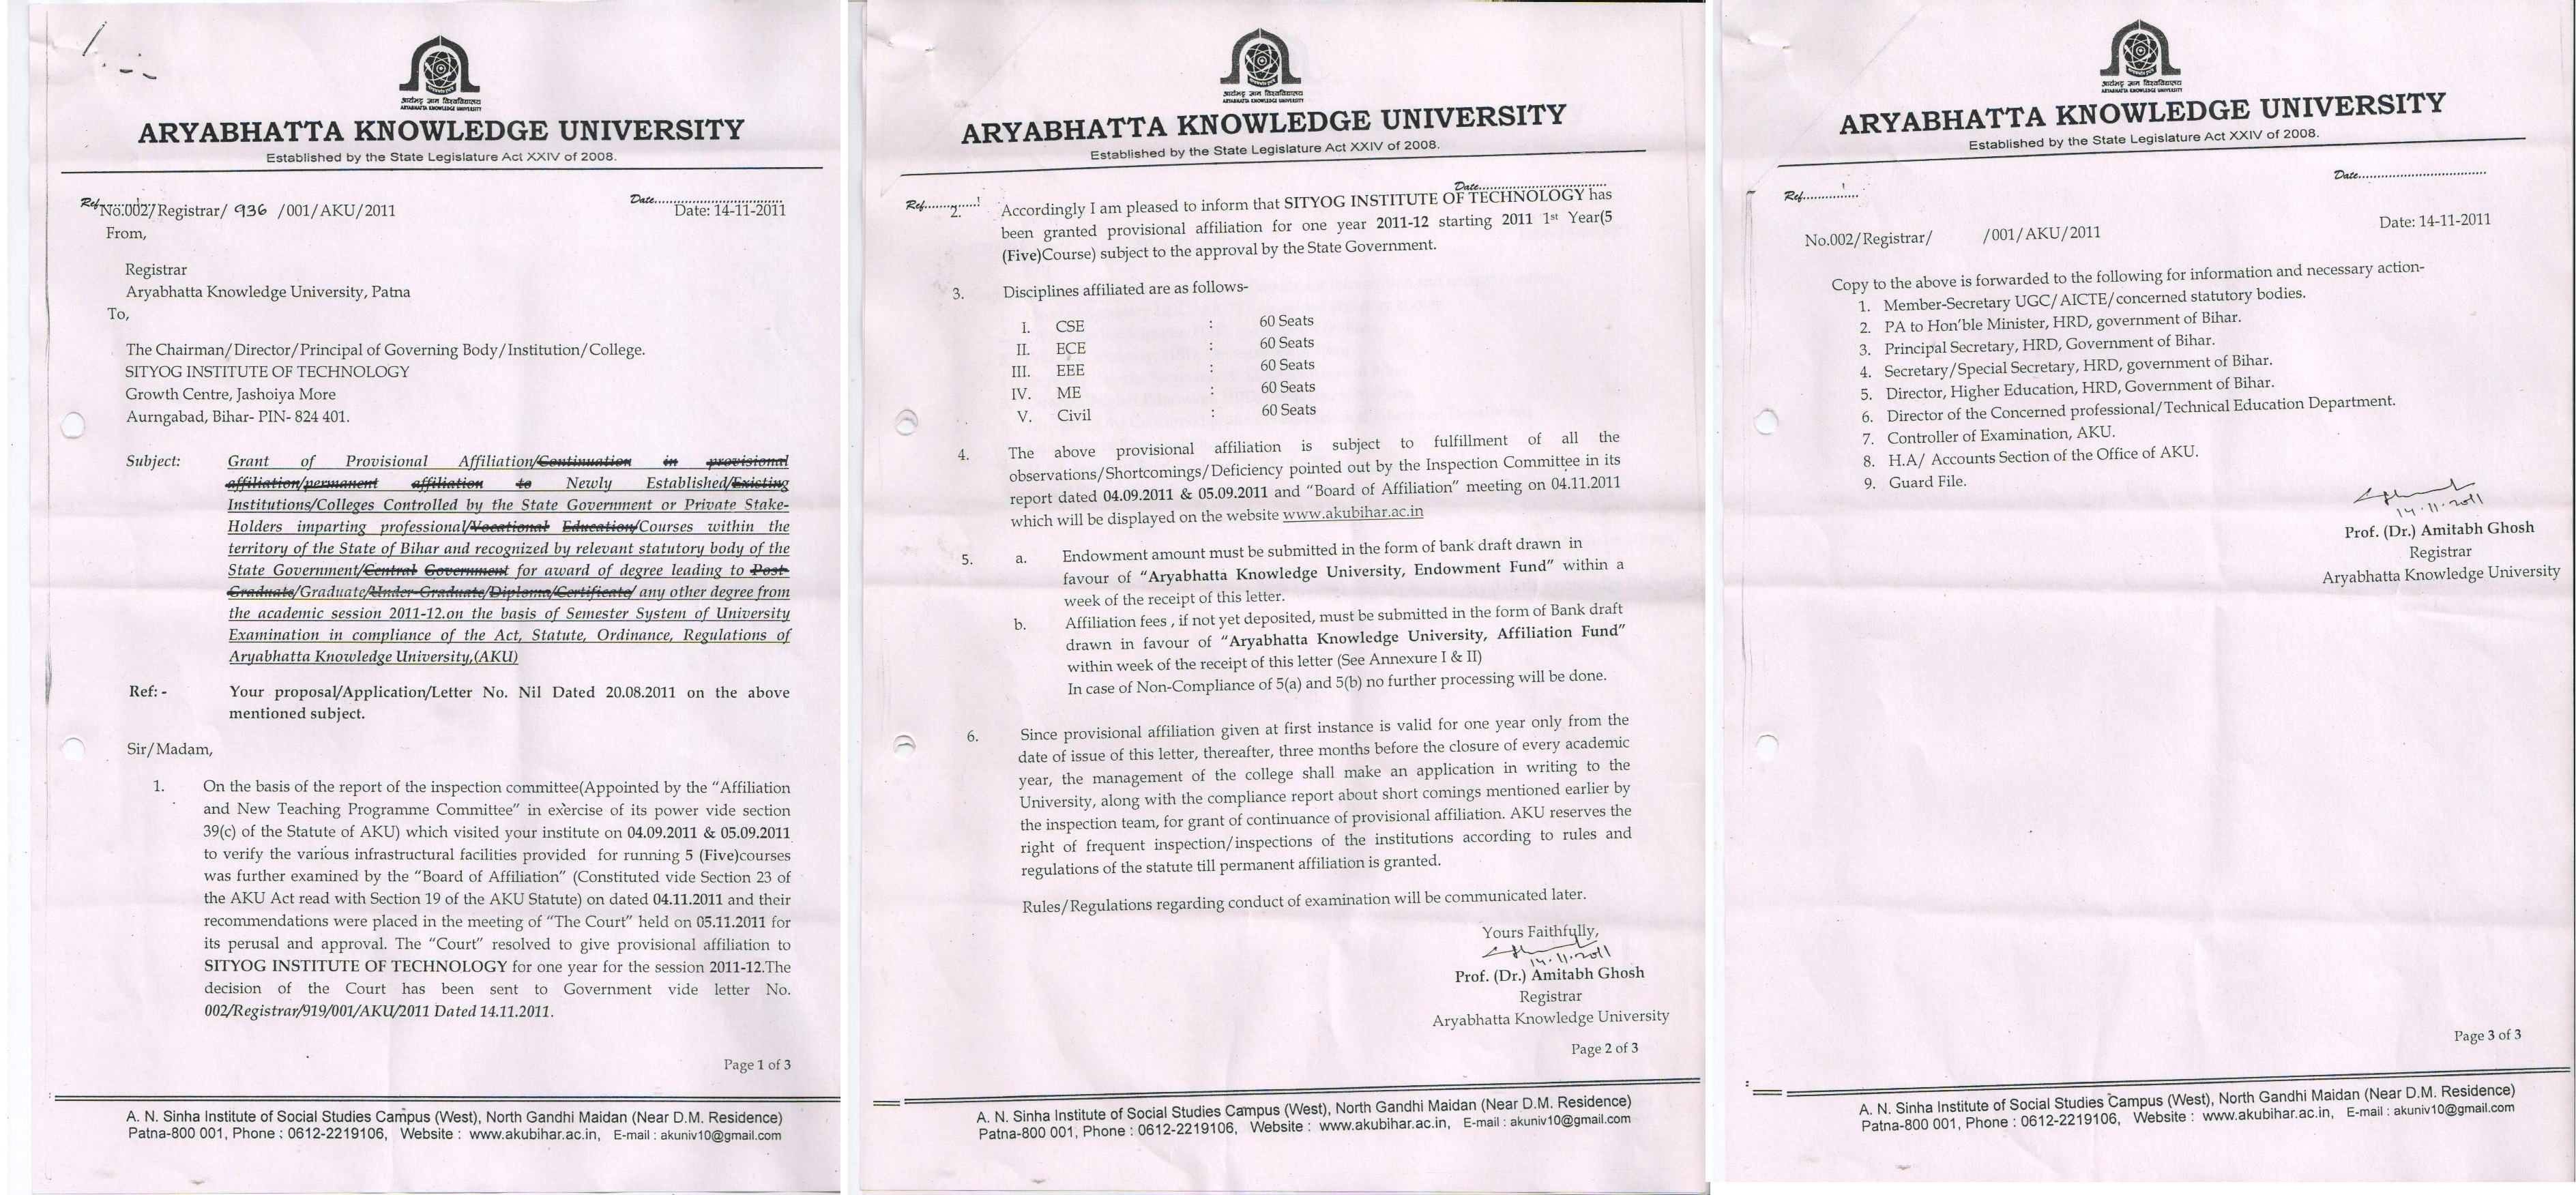 आर्यभट्ट ज्ञान विश्वविद्यालय
ARYABHATTA KNOWLEDGE UNIVERSITY
ARYABHATTA KNOWLEDGE UNIVERSITY
Established by the State Legislature Act XXIV of 2008.
Ref............. Date.................................
No.002/Registrar/ 936 /001/AKU/2011 Date: 14-11-2011
From,
Registrar
Aryabhatta Knowledge University, Patna
To,
The Chairman/Director/Principal of Governing Body/Institution/College.
SITYOG INSTITUTE OF TECHNOLOGY
Growth Centre, Jashoiya More
Aurngabad, Bihar- PIN- 824 401.
Subject: Grant of Provisional Affiliation/Continuation in provisional
affiliation/permanent affiliation to Newly Established/Existing
Institutions/Colleges Controlled by the State Government or Private Stake-
Holders imparting professional/Vocational Education/Courses within the
territory of the State of Bihar and recognized by relevant statutory body of the
State Government/Central Government for award of degree leading to Post-
Graduate/Graduate/Under-Graduate/Diploma/Certificate/ any other degree from
the academic session 2011-12.on the basis of Semester System of University
Examination in compliance of the Act, Statute, Ordinance, Regulations of
Aryabhatta Knowledge University,(AKU)
Ref: - Your proposal/Application/Letter No. Nil Dated 20.08.2011 on the above
mentioned subject.
Sir/Madam,
1. On the basis of the report of the inspection committee(Appointed by the “Affiliation
and New Teaching Programme Committee” in exercise of its power vide section
39(c) of the Statute of AKU) which visited your institute on 04.09.2011 & 05.09.2011
to verify the various infrastructural facilities provided for running 5 (Five)courses
was further examined by the “Board of Affiliation” (Constituted vide Section 23 of
the AKU Act read with Section 19 of the AKU Statute) on dated 04.11.2011 and their
recommendations were placed in the meeting of “The Court” held on 05.11.2011 for
its perusal and approval. The “Court” resolved to give provisional affiliation to
SITYOG INSTITUTE OF TECHNOLOGY for one year for the session 2011-12.The
decision of the Court has been sent to Government vide letter No.
002/Registrar/919/001/AKU/2011 Dated 14.11.2011.
Page 1 of 3
A. N. Sinha Institute of Social Studies Campus (West), North Gandhi Maidan (Near D.M. Residence)
Patna-800 001, Phone : 0612-2219106, Website : www.akubihar.ac.in, E-mail : akuniv10@gmail.com
आर्यभट्ट ज्ञान विश्वविद्यालय
ARYABHATTA KNOWLEDGE UNIVERSITY
ARYABHATTA KNOWLEDGE UNIVERSITY
Established by the State Legislature Act XXIV of 2008.
Ref............. Date.................................
2. Accordingly I am pleased to inform that SITYOG INSTITUTE OF TECHNOLOGY has
been granted provisional affiliation for one year 2011-12 starting 2011 1st Year(5
(Five)Course) subject to the approval by the State Government.
3. Disciplines affiliated are as follows-
I. CSE : 60 Seats
II. ECE : 60 Seats
III. EEE : 60 Seats
IV. ME : 60 Seats
V. Civil : 60 Seats
4. The above provisional affiliation is subject to fulfillment of all the
observations/Shortcomings/Deficiency pointed out by the Inspection Committee in its
report dated 04.09.2011 & 05.09.2011 and “Board of Affiliation” meeting on 04.11.2011
which will be displayed on the website www.akubihar.ac.in
5. a. Endowment amount must be submitted in the form of bank draft drawn in
favour of “Aryabhatta Knowledge University, Endowment Fund” within a
week of the receipt of this letter.
b. Affiliation fees , if not yet deposited, must be submitted in the form of Bank draft
drawn in favour of “Aryabhatta Knowledge University, Affiliation Fund”
within week of the receipt of this letter (See Annexure I & II)
In case of Non-Compliance of 5(a) and 5(b) no further processing will be done.
6. Since provisional affiliation given at first instance is valid for one year only from the
date of issue of this letter, thereafter, three months before the closure of every academic
year, the management of the college shall make an application in writing to the
University, along with the compliance report about short comings mentioned earlier by
the inspection team, for grant of continuance of provisional affiliation. AKU reserves the
right of frequent inspection/inspections of the institutions according to rules and
regulations of the statute till permanent affiliation is granted.
Rules/Regulations regarding conduct of examination will be communicated later.
Yours Faithfully,
14.11.2011
Prof. (Dr.) Amitabh Ghosh
Registrar
Aryabhatta Knowledge University
Page 2 of 3
A. N. Sinha Institute of Social Studies Campus (West), North Gandhi Maidan (Near D.M. Residence)
Patna-800 001, Phone : 0612-2219106, Website : www.akubihar.ac.in, E-mail : akuniv10@gmail.com
आर्यभट्ट ज्ञान विश्वविद्यालय
ARYABHATTA KNOWLEDGE UNIVERSITY
ARYABHATTA KNOWLEDGE UNIVERSITY
Established by the State Legislature Act XXIV of 2008.
Ref............. Date.................................
No.002/Registrar/ /001/AKU/2011 Date: 14-11-2011
Copy to the above is forwarded to the following for information and necessary action-
1. Member-Secretary UGC/AICTE/concerned statutory bodies.
2. PA to Hon’ble Minister, HRD, government of Bihar.
3. Principal Secretary, HRD, Government of Bihar.
4. Secretary/Special Secretary, HRD, government of Bihar.
5. Director, Higher Education, HRD, Government of Bihar.
6. Director of the Concerned professional/Technical Education Department.
7. Controller of Examination, AKU.
8. H.A/ Accounts Section of the Office of AKU.
9. Guard File.
14.11.2011
Prof. (Dr.) Amitabh Ghosh
Registrar
Aryabhatta Knowledge University
Page 3 of 3
A. N. Sinha Institute of Social Studies Campus (West), North Gandhi Maidan (Near D.M. Residence)
Patna-800 001, Phone : 0612-2219106, Website : www.akubihar.ac.in, E-mail : akuniv10@gmail.com